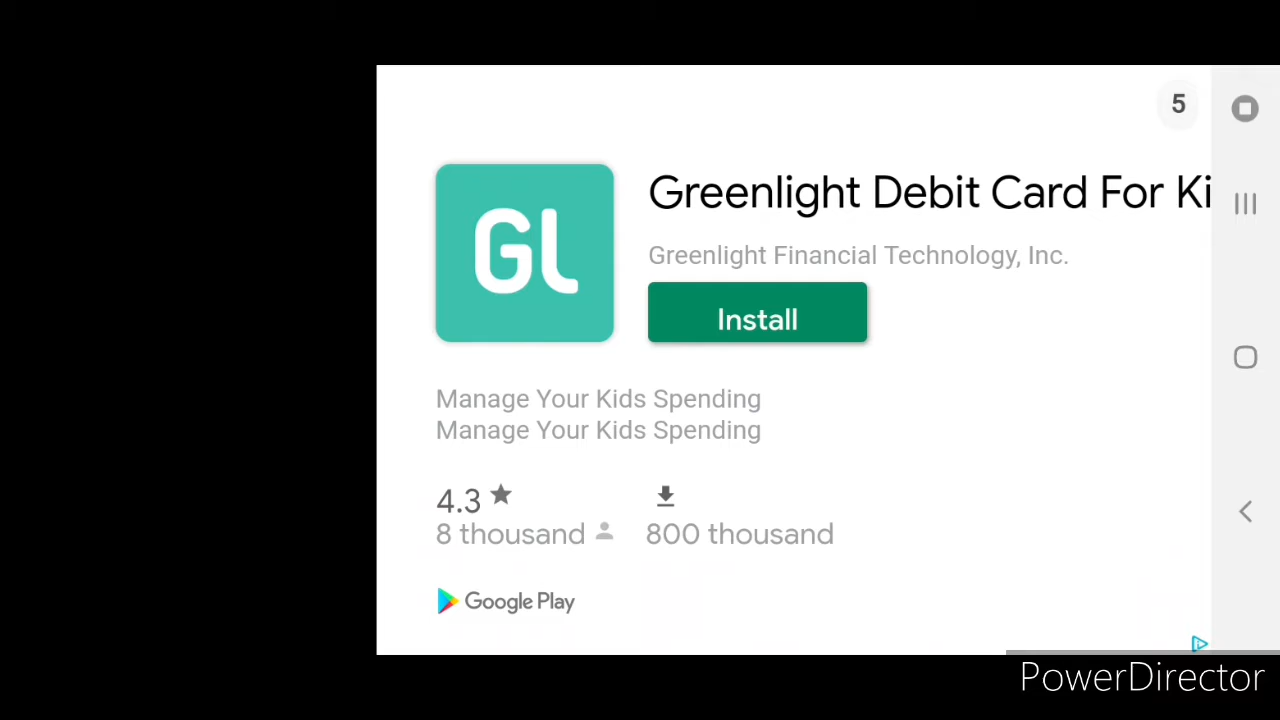 5
GL
Greenlight Debit Card For Ki
Greenlight Financial Technology, Inc.
Install
Manage Your Kids Spending
Manage Your Kids Spending
4.3
8 thousand
800 thousand
Google Play
PowerDirector